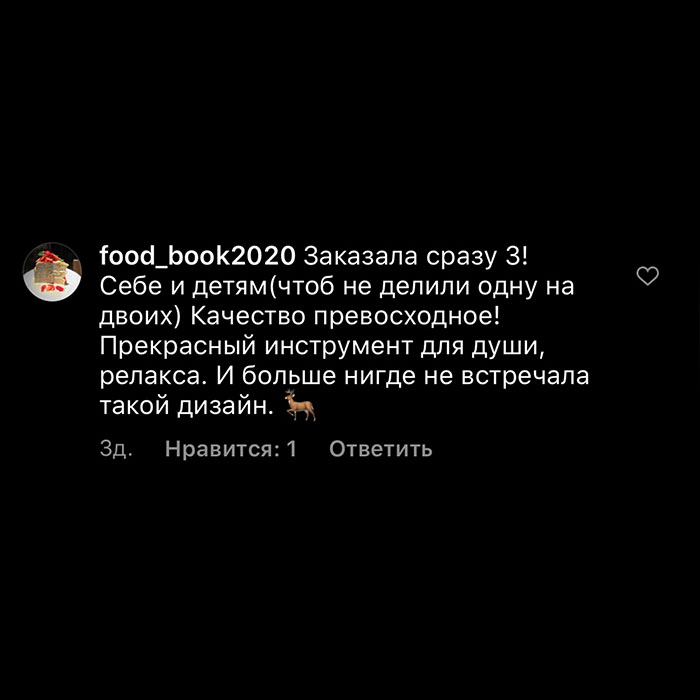 food_book2020 Заказала сразу 3!
Себе и детям(чтоб не делили одну на
двоих) Качество превосходное!
Прекрасный инструмент для души,
релакса. И больше нигде не встречала
такой дизайн. 🦌
3д. Нравится: 1 Ответить